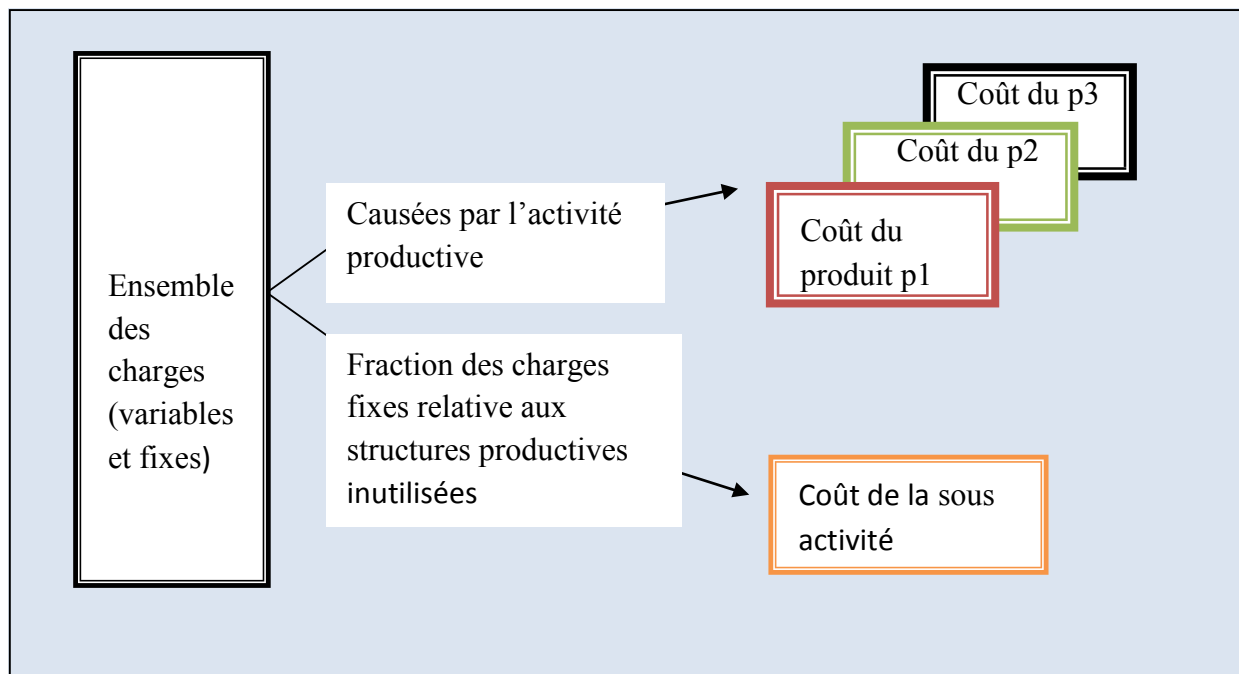 Ensemble
des
charges
(variables
et fixes)
Causées par l’activité
productive
Fraction des charges
fixes relative aux
structures productives
inutilisées
Coût du p3
Coût du p2
Coût du
produit p1
Coût de la sous
activité